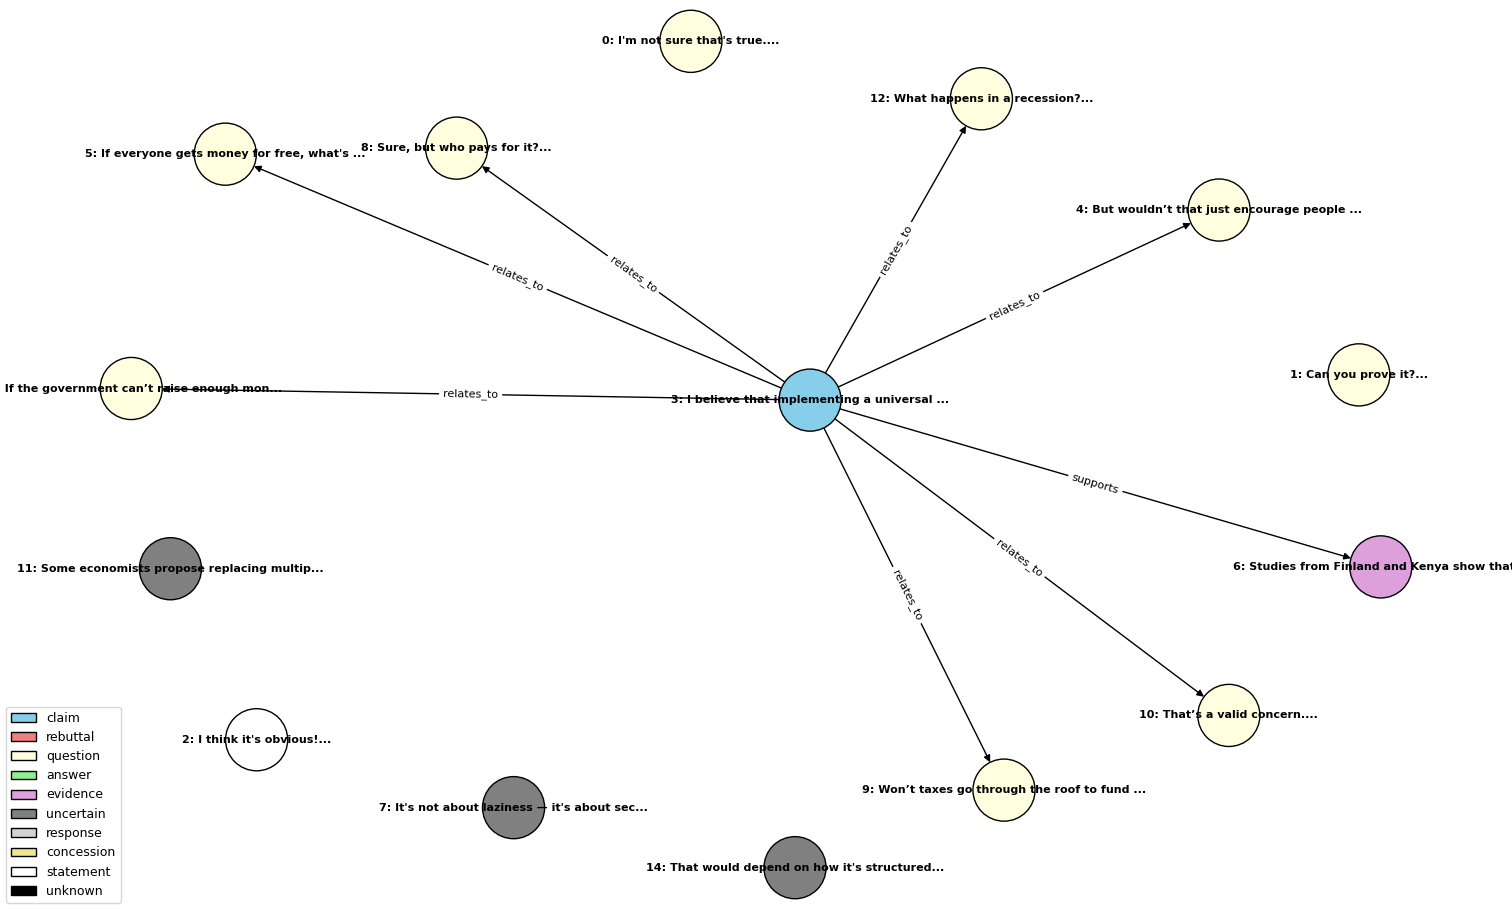 0: I'm not sure that's true....
12: What happens in a recession?...
5: If everyone gets money for free, what's ...
8: Sure, but who pays for it?...
4: But wouldn’t that just encourage people ...
relates_to
relates_to
relates_to
relates_to
relates_to
If the government can’t raise enough mon...
3: I believe that implementing a universal ...
1: Can you prove it?...
supports
relates_to
relates_to
11: Some economists propose replacing multip...
6: Studies from Finland and Kenya show that
2: I think it's obvious!...
10: That’s a valid concern....
7: It's not about laziness — it's about sec...
9: Won’t taxes go through the roof to fund ...
14: That would depend on how it's structured...
claim
rebuttal
question
answer
evidence
uncertain
response
concession
statement
unknown